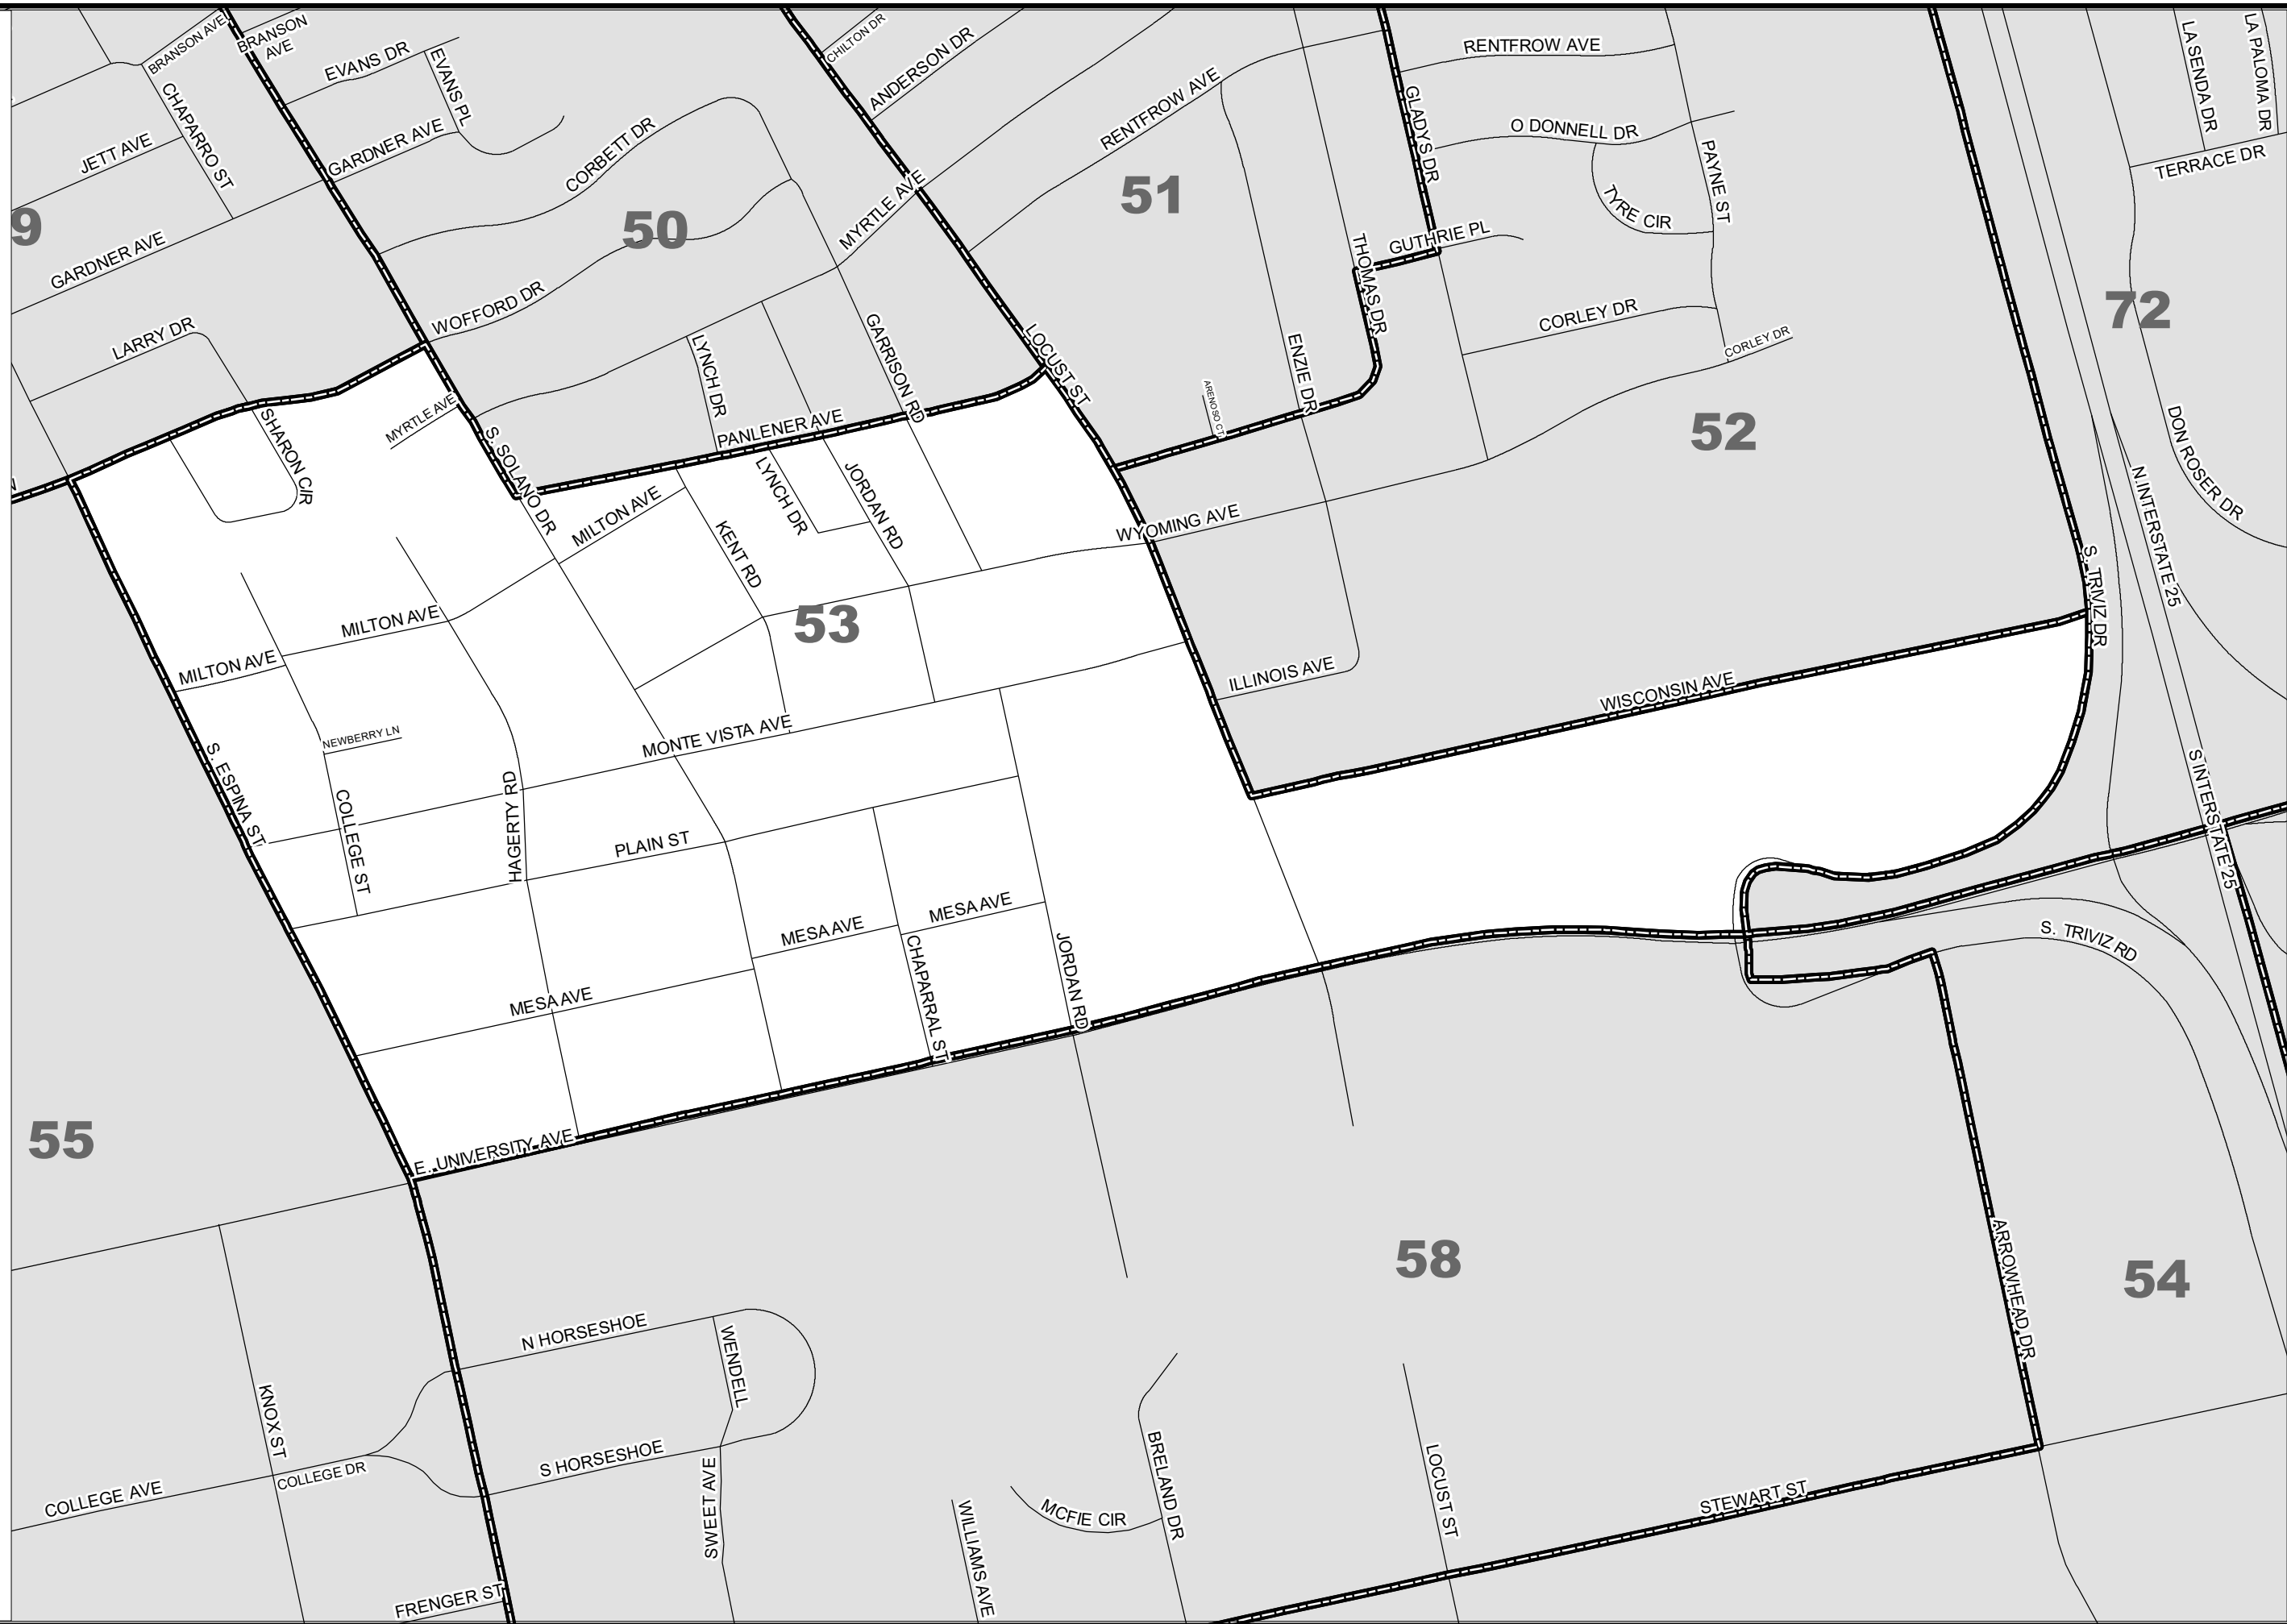 BRANSON AVE
BRANSON
AVE
EVANS DR
EVANS PL
CHILTON DR
ANDERSON DR
RENTFROW AVE
LA SENDA DR
LA PALOMA DR
CHAPARRO ST
JETT AVE
GARDNER AVE
CORBETT DR
RENTFROW AVE
GLADYS DR
O DONNELL DR
PAYNE ST
TERRACE DR
9
50
51
TYRE CIR
MYRTLE AVE
GUTHRIE PL
GARDNER AVE
THOMAS DR
72
WOFFORD DR
LARRY DR
GARRISON RD
LOCUST ST
CORLEY DR
CORLEY DR
LYNCH DR
ENZIE DR
ARENOSO CT
MYRTLE AVE
PANLENER AVE
52
SHARON CIR
S. SOLANO DR
DON ROSER DR
LYNCH DR
JORDAN RD
N
MILTON AVE
KENT RD
WYOMING AVE
N. INTERSTATE 25
S. TRIVIZ DR
MILTON AVE
53
MILTON AVE
ILLINOIS AVE
WISCONSIN AVE
NEWBERRY LN
MONTE VISTA AVE
S. ESPINA ST
HAGERTY RD
COLLEGE ST
PLAIN ST
S INTERSTATE 25
MESA AVE
MESA AVE
CHAPARRAL ST
JORDAN RD
S. TRIVIZ RD
MESA AVE
55
E. UNIVERSITY AVE
58
54
ARROWHEAD DR
N HORSESHOE
WENDELL
KNOX ST
S HORSESHOE
COLLEGE DR
COLLEGE AVE
SWEET AVE
BRELAND DR
LOCUST ST
MCFIE CIR
STEWART ST
WILLIAMS AVE
FRENGER ST